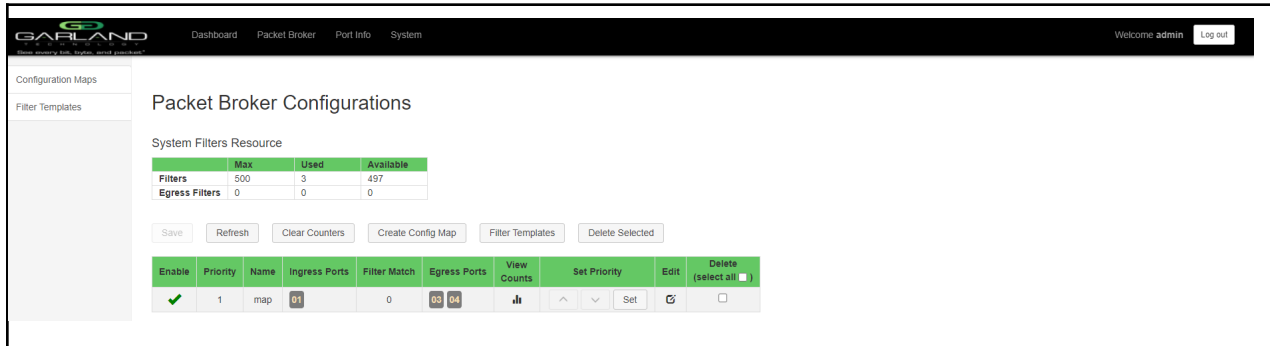 GARLAND
TECHNOLOGY
See every bit, byte, and packet®
Dashboard Packet Broker Port Info System
Welcome admin Log out
Configuration Maps
Filter Templates
Packet Broker Configurations
System Filters Resource
Max Used Available
Filters 500 3 497
Egress Filters 0 0 0
Save Refresh Clear Counters Create Config Map Filter Templates Delete Selected
Enable Priority Name Ingress Ports Filter Match Egress Ports View Counts Set Priority Edit Delete (select all )
1 map 01 0 03 04 Set